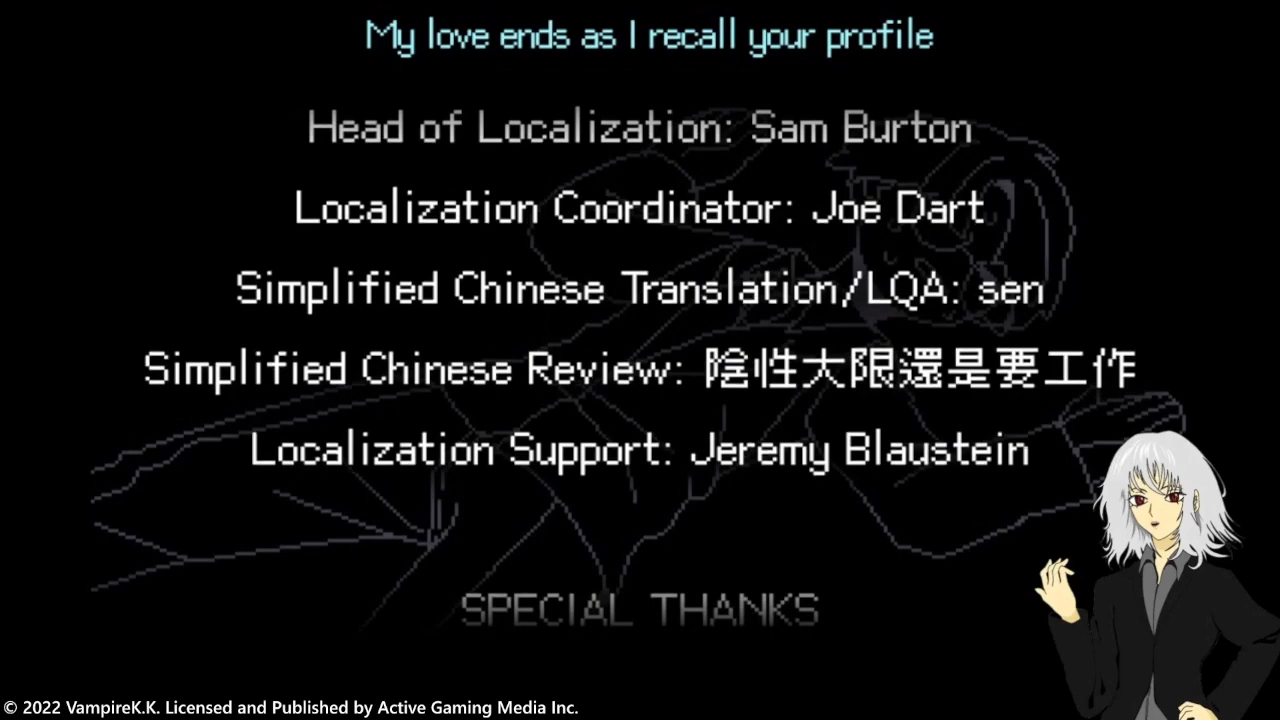 My love ends as I recall your profile
Head of Localization: Sam Burton
Localization Coordinator: Joe Dart
Simplified Chinese Translation/LQA: sen
Simplified Chinese Review: 陰性大限還是要工作
Localization Support: Jeremy Blaustein
SPECIAL THANKS
© 2022 VampireK.K. Licensed and Published by Active Gaming Media Inc.